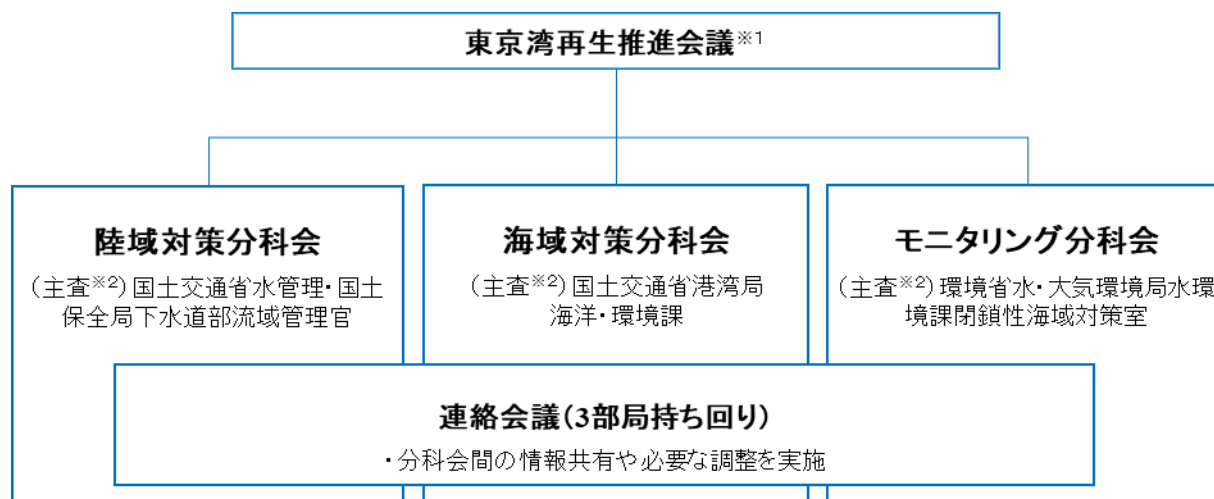 東京湾再生推進会議※1
陸域対策分科会
(主査※2)国土交通省水管理・国土
保全局下水道部流域管理官
海域対策分科会
(主査※2)国土交通省港湾局
海洋・環境課
モニタリング分科会
(主査※2)環境省水・大気環境局水環
境課閉鎖性海域対策室
連絡会議(3部局持ち回り)
・分科会間の情報共有や必要な調整を実施